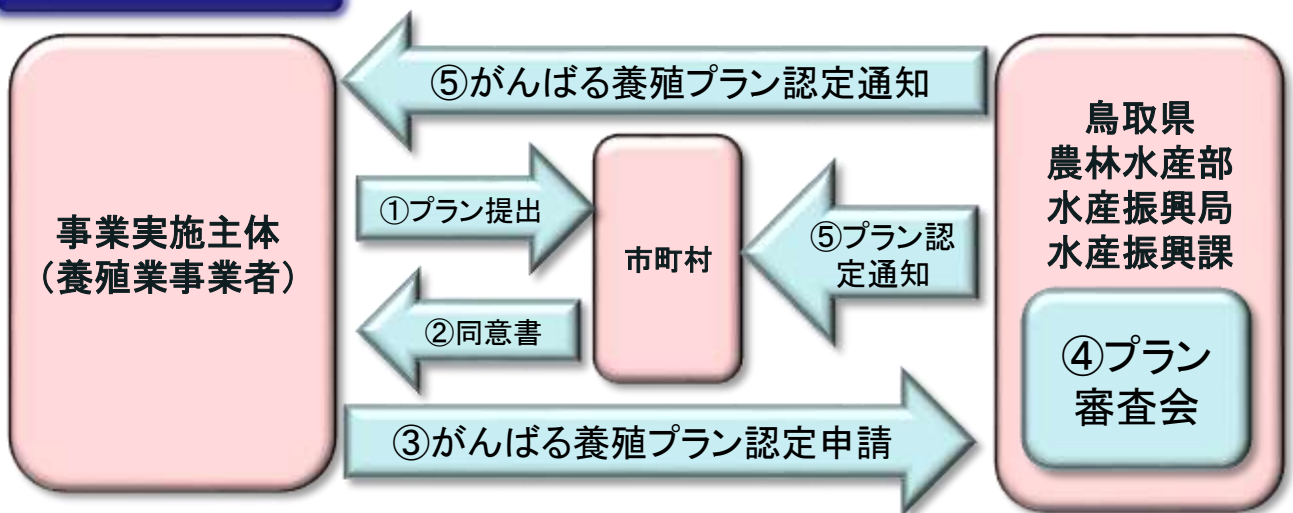 ⑤がんばる養殖プラン認定通知
事業実施主体
(養殖業事業者)
①プラン提出
②同意書
市町村
⑤プラン認
定通知
鳥取県
農林水産部
水産振興局
水産振興課
④プラン
審査会
③がんばる養殖プラン認定申請